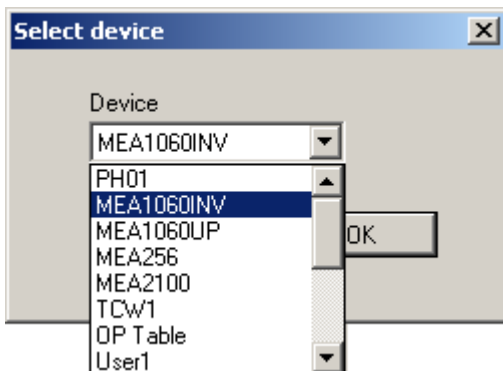 Select device
Device
MEA1060INV
PH01
MEA1060INV
MEA1060UP
OK
MEA256
MEA2100
TCW1
OP Table
User1